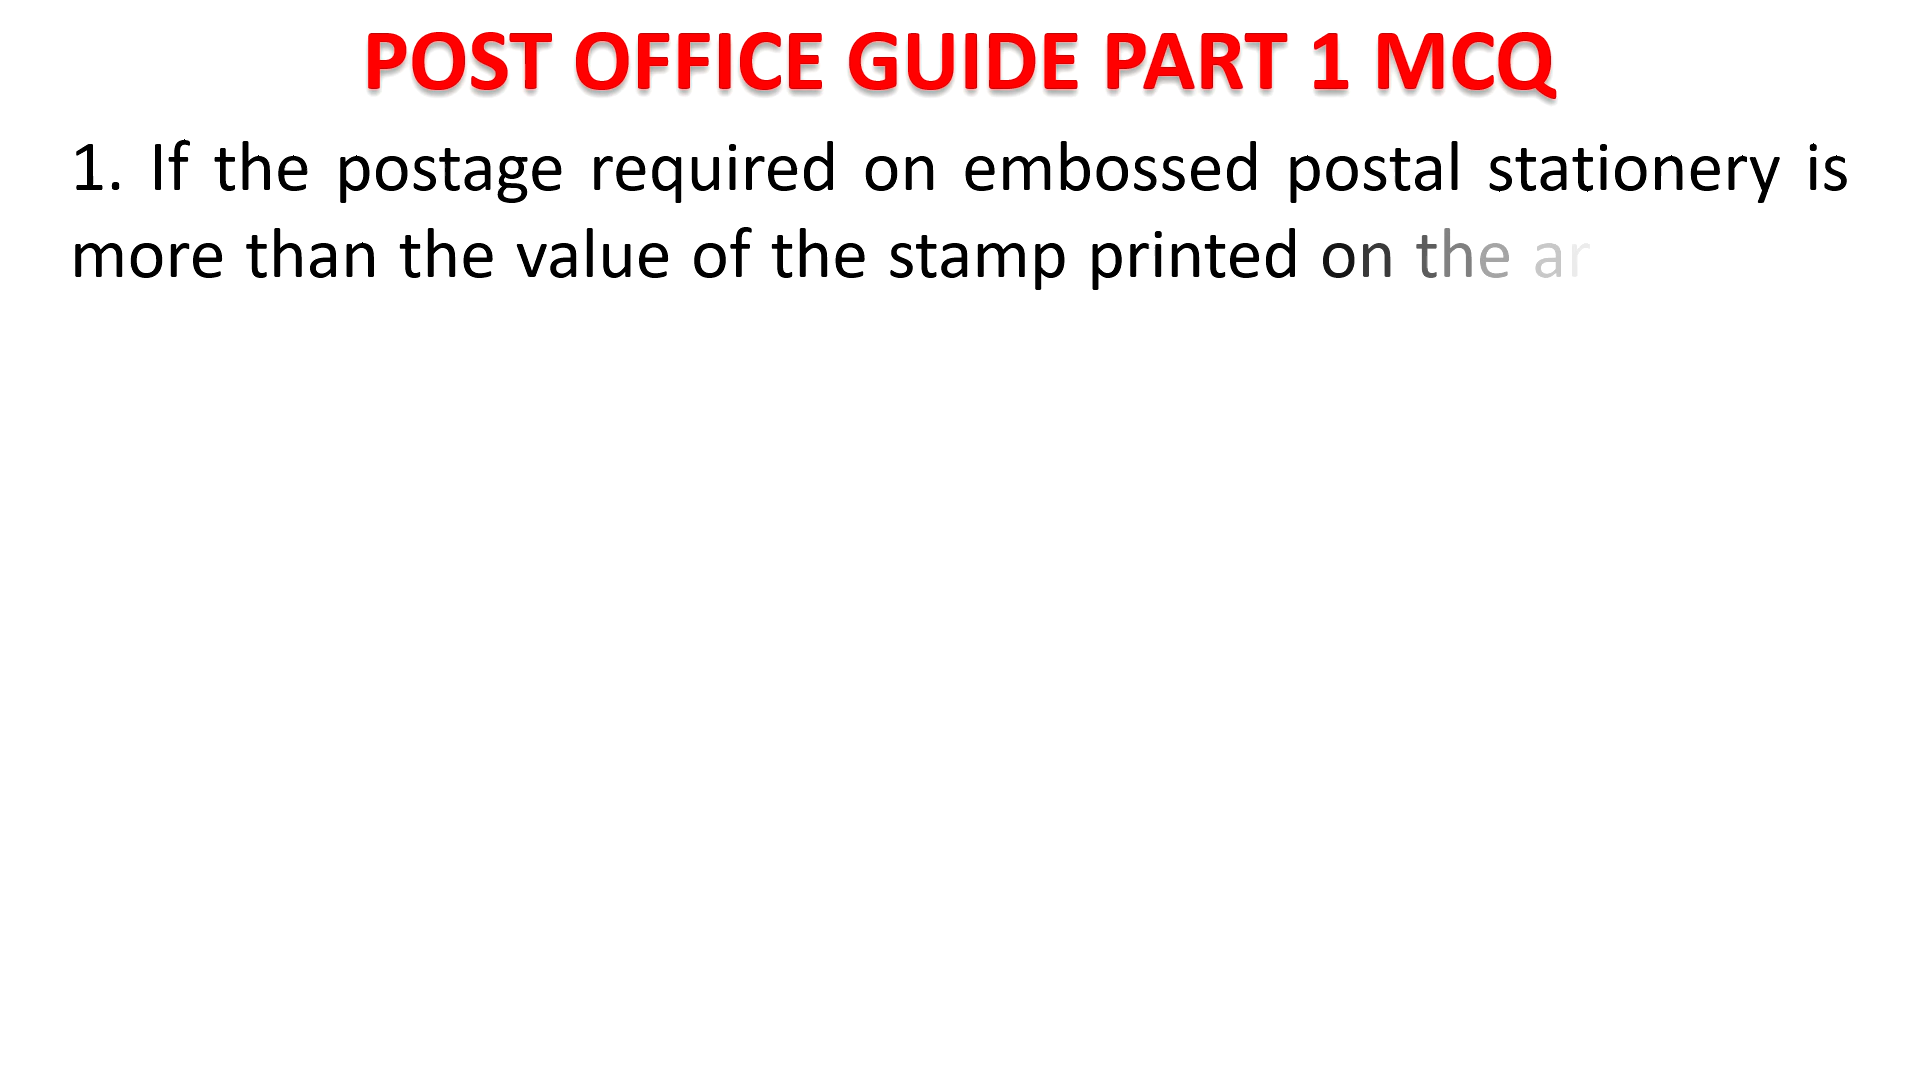 POST OFFICE GUIDE PART 1 MCQ
1. If the postage required on embossed postal stationery is
more than the value of the stamp printed on the ar